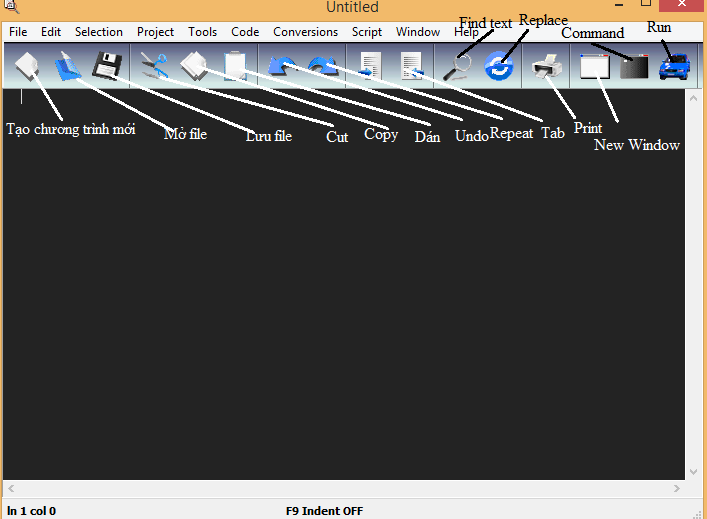 Untitled
File Edit Selection Project Tools Code Conversions Script Window Help
Find text Replace
Command Run
Tạo chương trình mới Mở file Lưu file Cut Copy Dán Undo Repeat Tab Print
New Window
ln 1 col 0 F9 Indent OFF